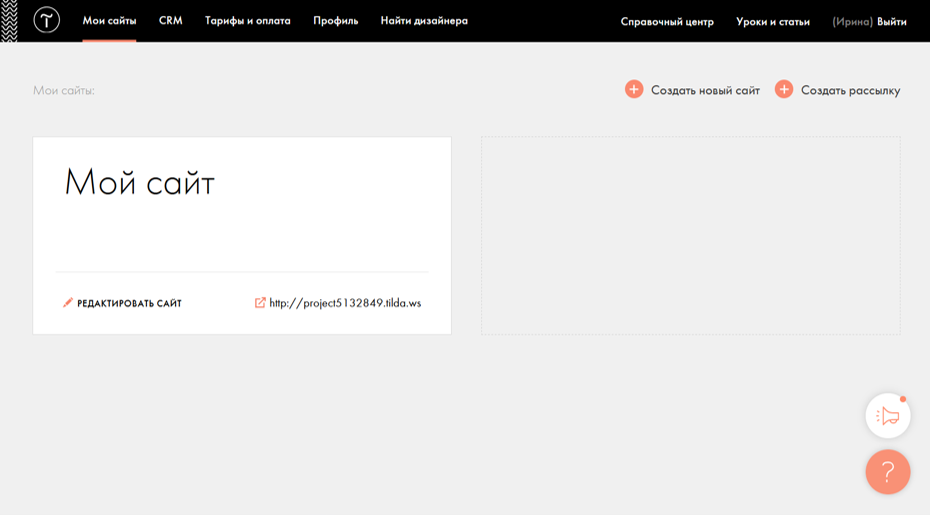 Мои сайты CRM Тарифы и оплата Профиль Найти дизайнера Справочный центр Уроки и статьи (Ирина) Выйти
Мои сайты: + Создать новый сайт + Создать рассылку
Мой сайт
РЕДАКТИРОВАТЬ САЙТ http://project5132849.tilda.ws
?